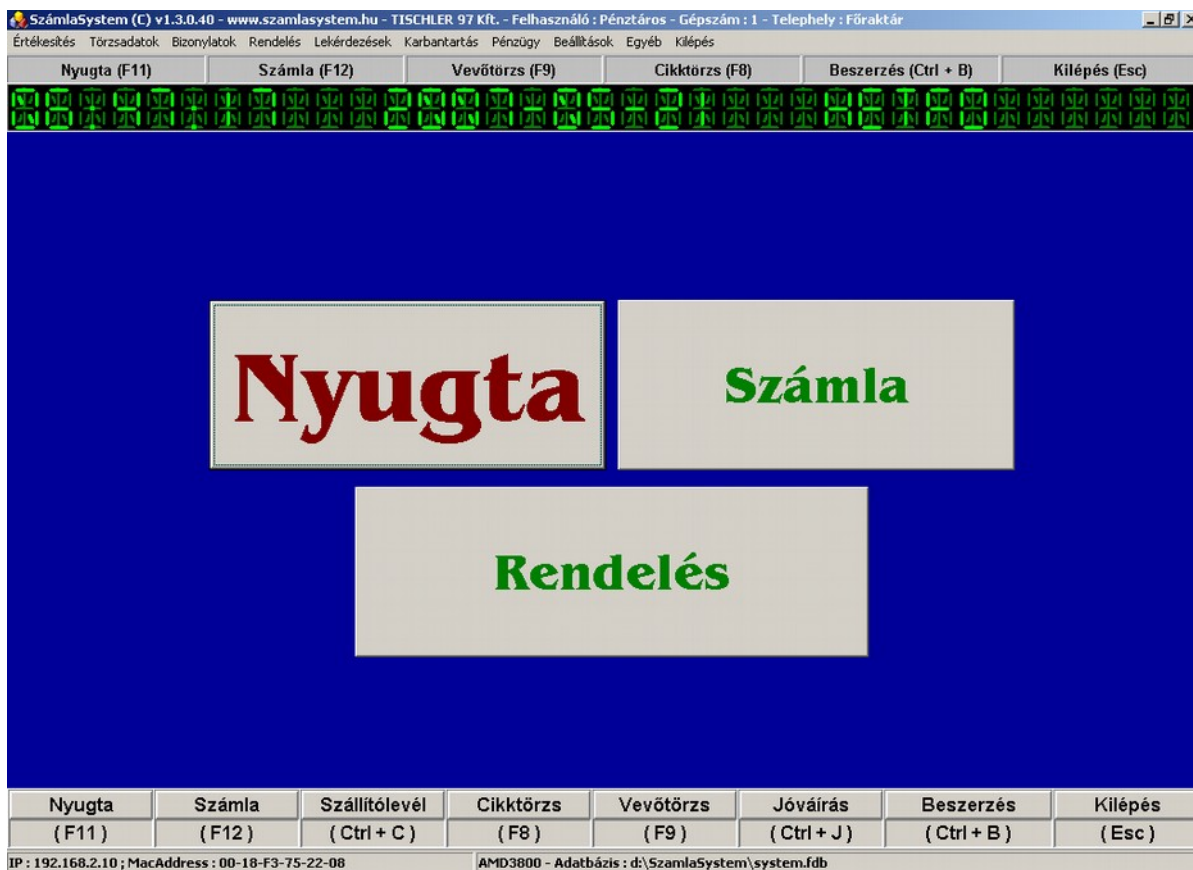 SzámlaSystem (C) v1.3.0.40 - www.szamlasystem.hu - TISCHLER 97 Kft. - Felhasználó : Pénztáros - Gépszám : 1 - Telephely : Főraktár
Értékesítés Törzsadatok Bizonylatok Rendelés Lekérdezések Karbantartás Pénzügy Beállítások Egyéb Kilépés
Nyugta (F11) Számla (F12) Vevőtörzs (F9) Cikktörzs (F8) Beszerzés (Ctrl + B) Kilépés (Esc)
Nyugta Számla
Rendelés
Nyugta Számla Szállítólevél Cikktörzs Vevőtörzs Jóváírás Beszerzés Kilépés
( F11 ) ( F12 ) ( Ctrl + C ) ( F8 ) ( F9 ) ( Ctrl + J ) ( Ctrl + B ) ( Esc )
IP : 192.168.2.10 ; MacAddress : 00-18-F3-75-22-08 AMD3800 - Adatbázis : d:\SzamlaSystem\system.fdb